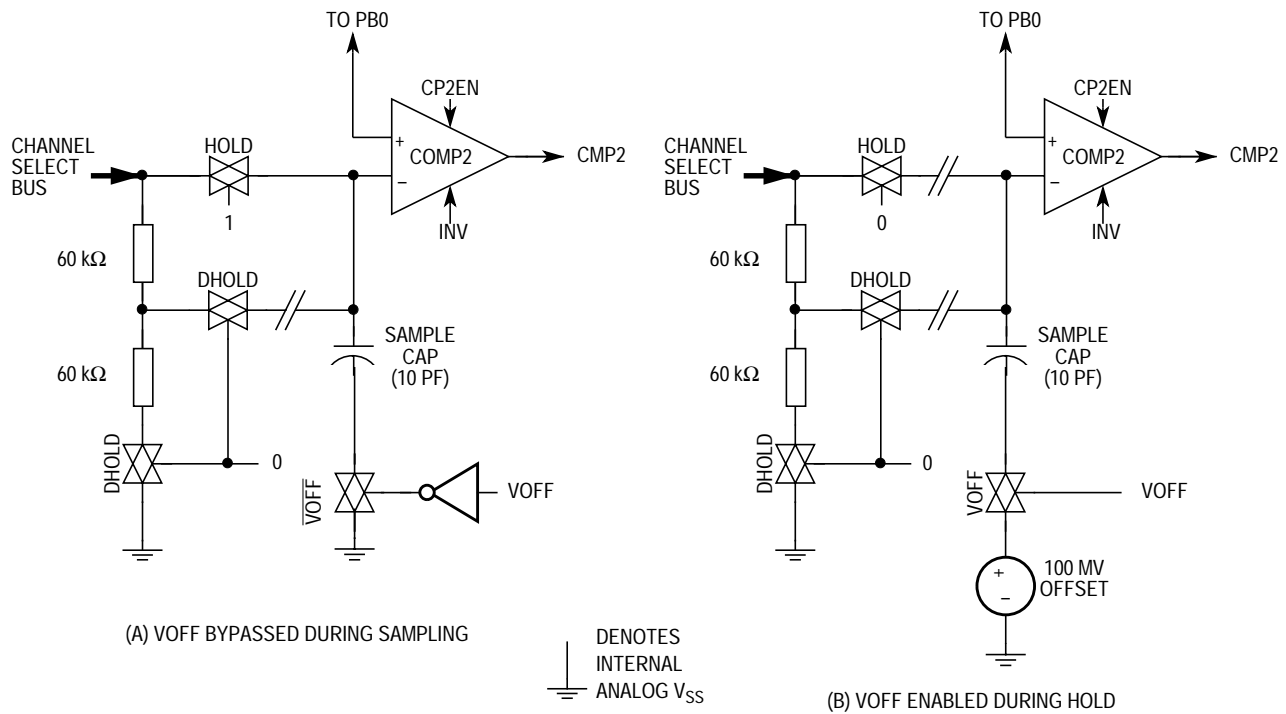 TO PB0
CP2EN
HOLD
CHANNEL
SELECT
BUS
+
COMP2
−
CMP2
1
INV
60 kΩ
DHOLD
SAMPLE
CAP
(10 PF)
60 kΩ
DHOLD
0
VOFF
VOFF
(A) VOFF BYPASSED DURING SAMPLING
TO PB0
CP2EN
HOLD
CHANNEL
SELECT
BUS
+
COMP2
−
CMP2
0
INV
60 kΩ
DHOLD
SAMPLE
CAP
(10 PF)
60 kΩ
DHOLD
0
VOFF
VOFF
+
−
100 MV
OFFSET
DENOTES
INTERNAL
ANALOG VSS
(B) VOFF ENABLED DURING HOLD